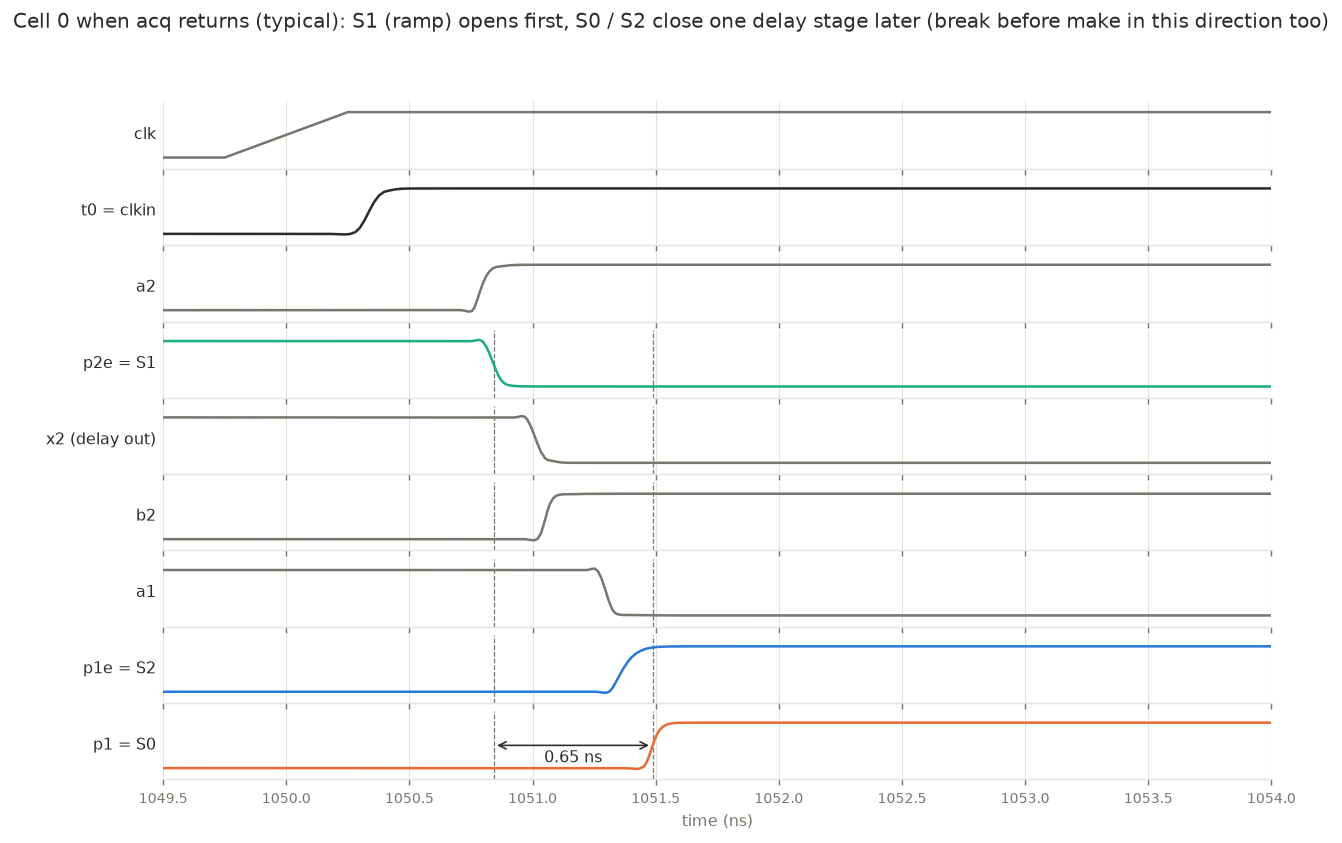 Cell 0 when acq returns (typical): S1 (ramp) opens first, S0 / S2 close one delay stage later (break before make in this direction too)
clk
t0 = clkin
a2
p2e = S1
x2 (delay out)
b2
a1
p1e = S2
p1 = S0
0.65 ns
1049.5 1050.0 1050.5 1051.0 1051.5 1052.0 1052.5 1053.0 1053.5 1054.0
time (ns)